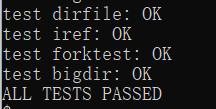 test dirfile: OK
test iref: OK
test forktest: OK
test bigdir: OK
ALL TESTS PASSED